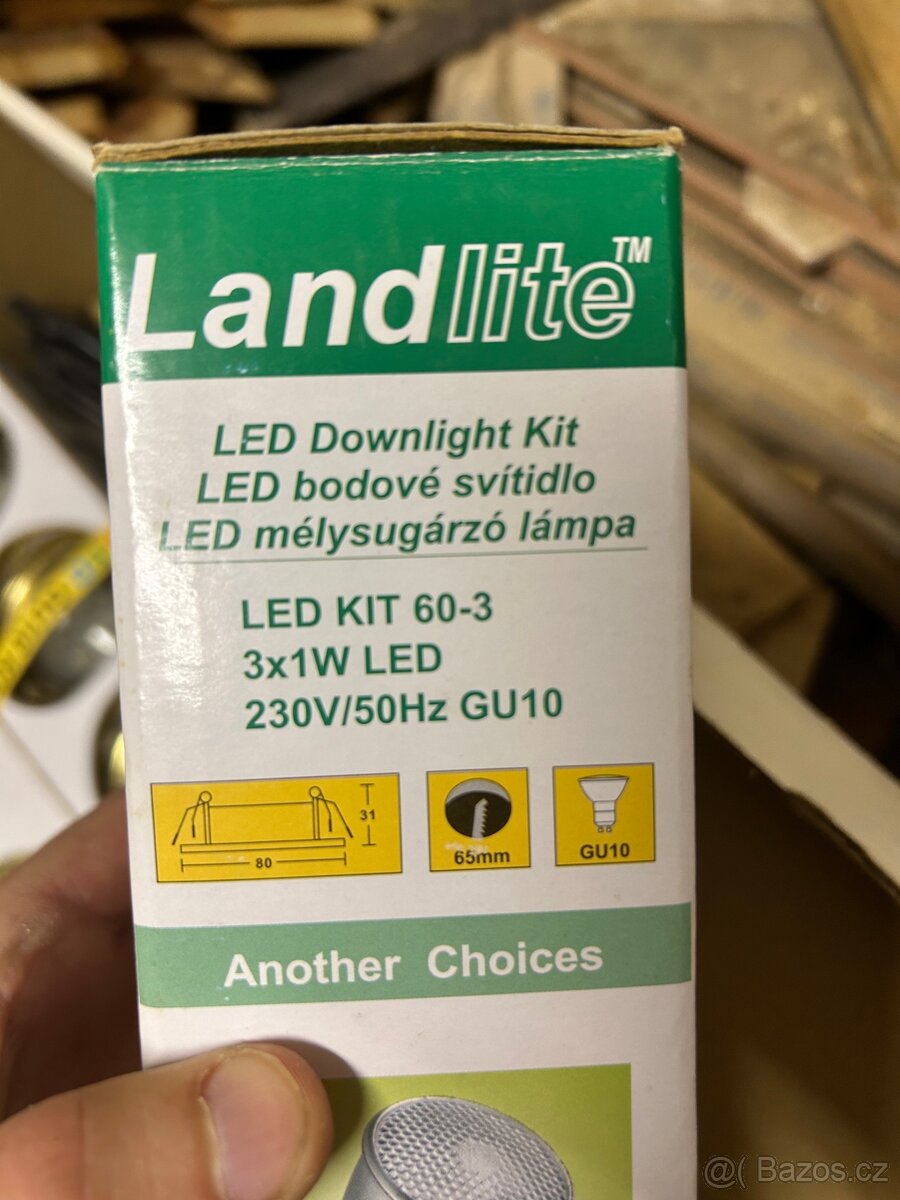 Landlite™
LED Downlight Kit
LED bodové svítidlo
LED mélysugárzó lámpa
LED KIT 60-3
3x1W LED
230V/50Hz GU10
31
80
65mm
GU10
Another Choices
@( Bazos.cz